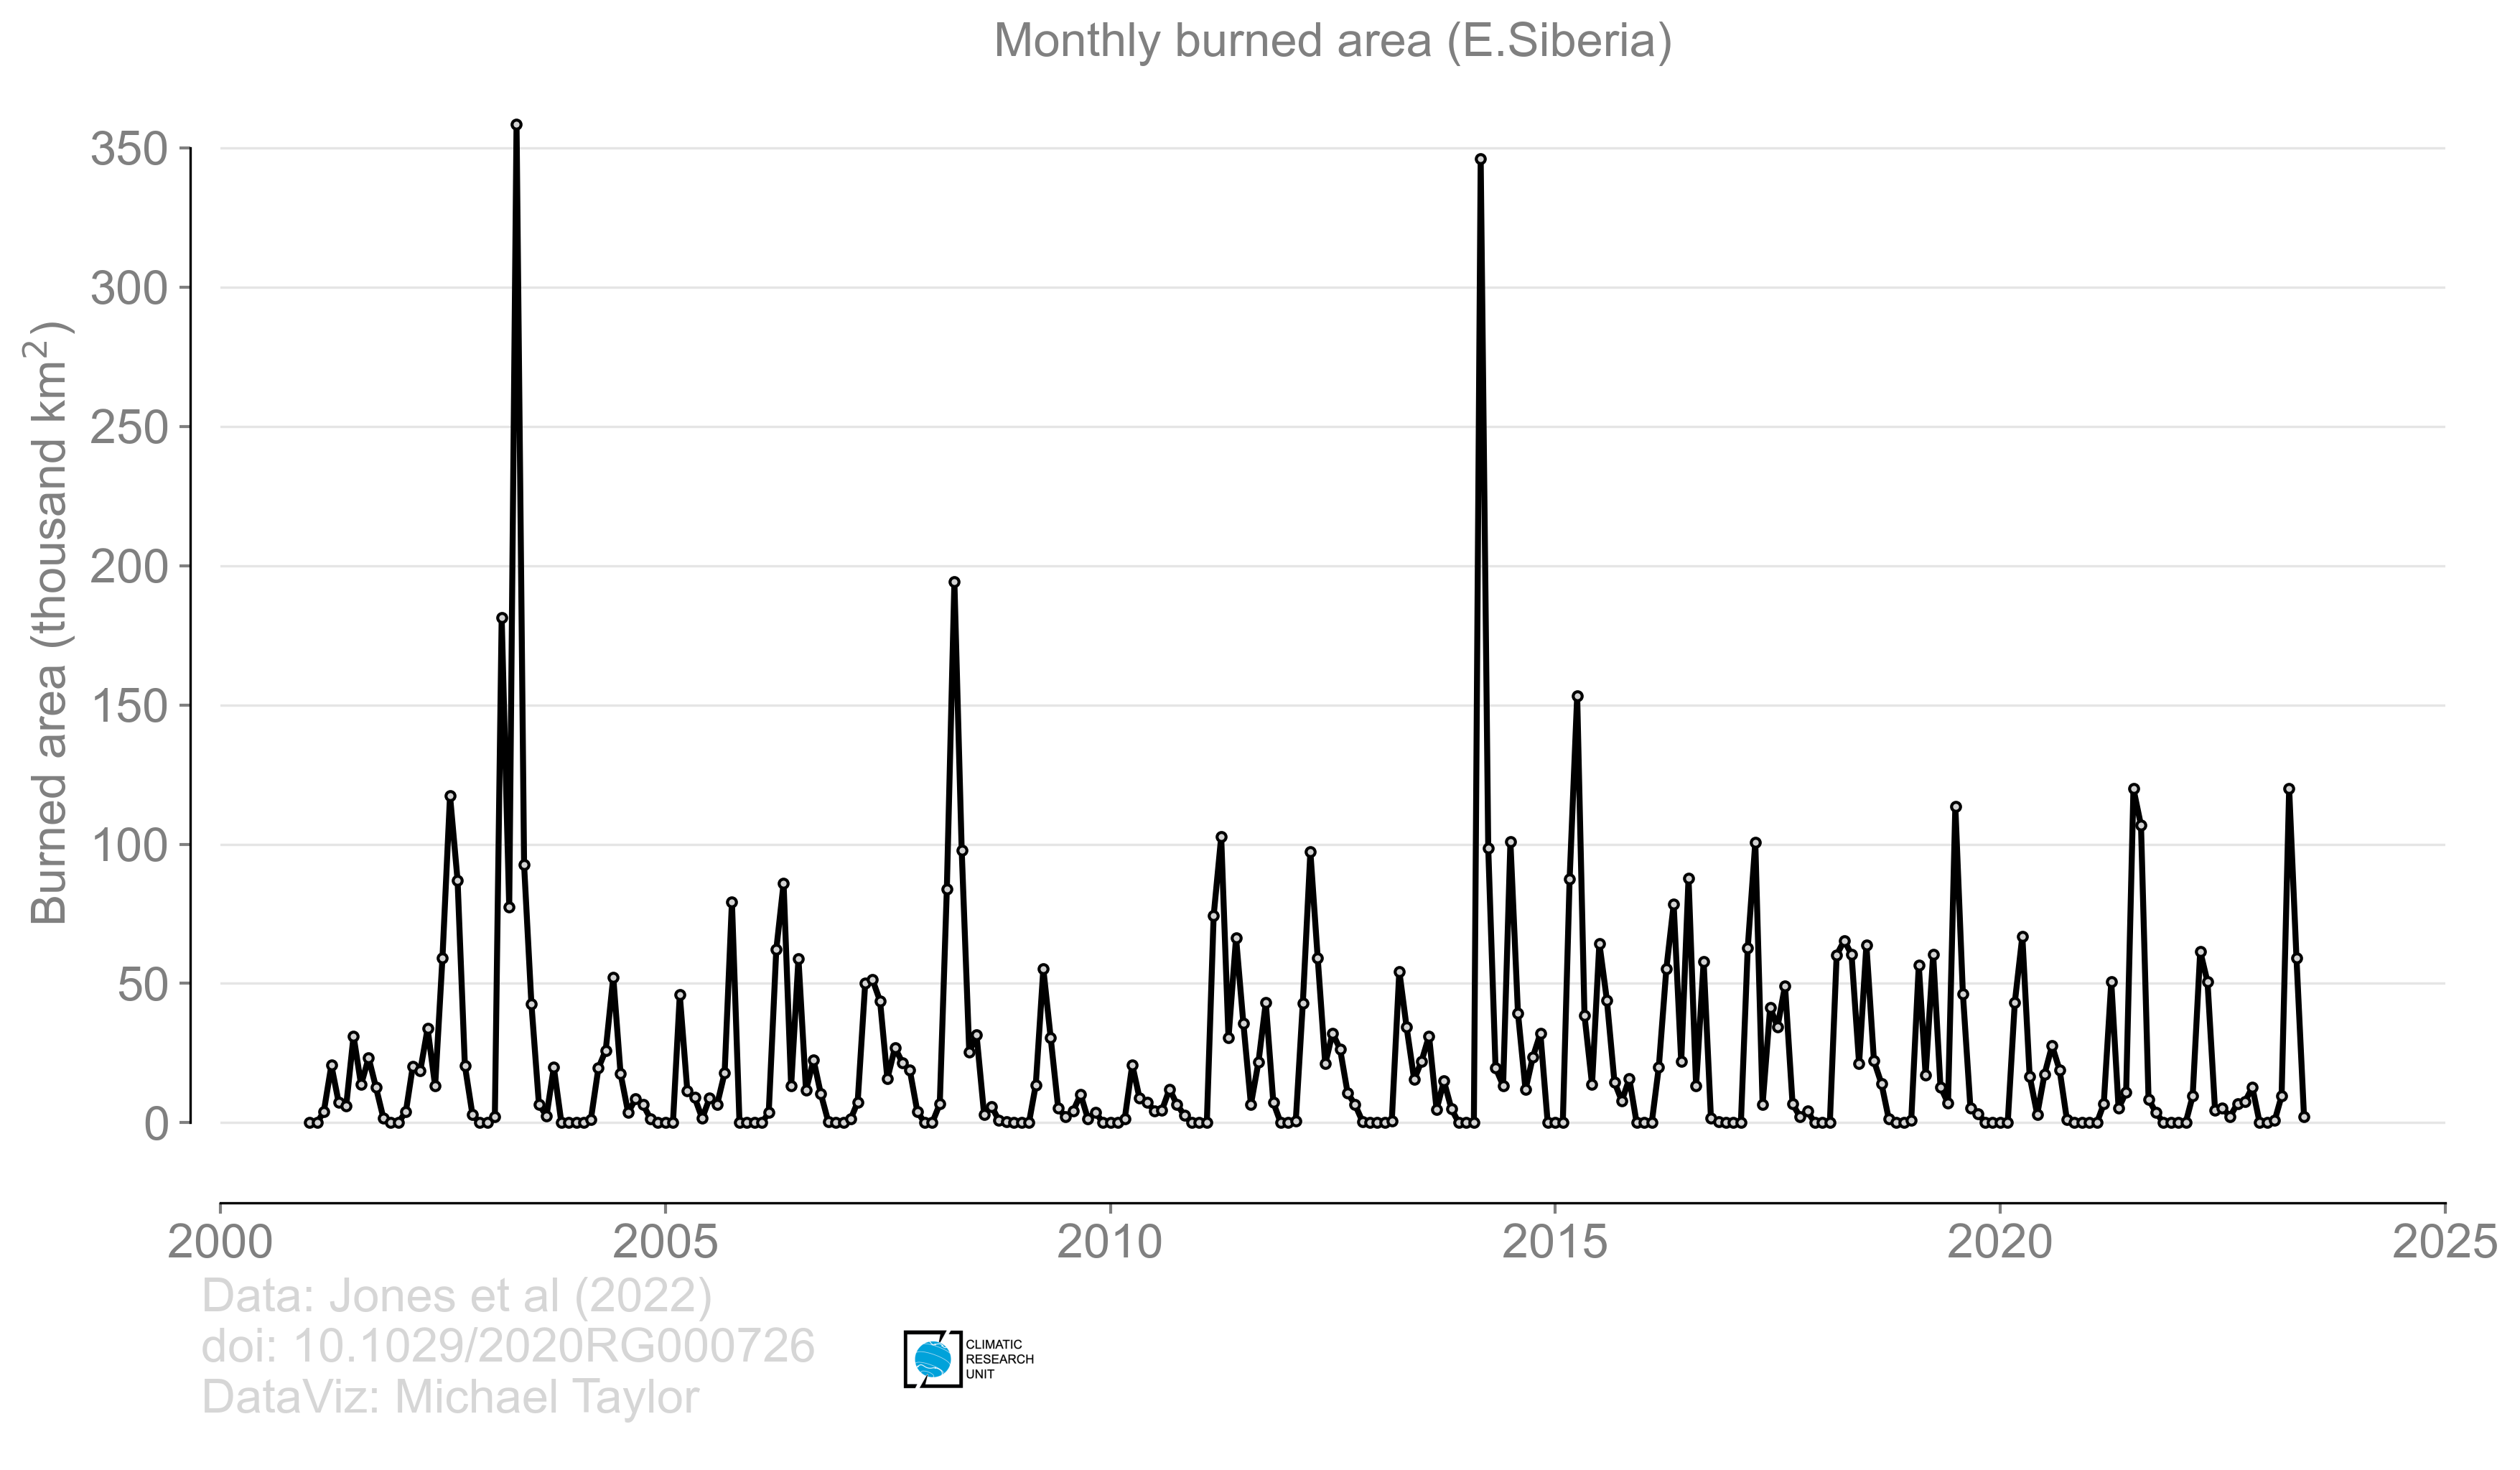 Monthly burned area (E.Siberia)
Burned area (thousand km²)
350
300
250
200
150
100
50
0
2000 2005 2010 2015 2020 2025
Data: Jones et al (2022)
doi: 10.1029/2020RG000726
DataViz: Michael Taylor
CLIMATIC
RESEARCH
UNIT